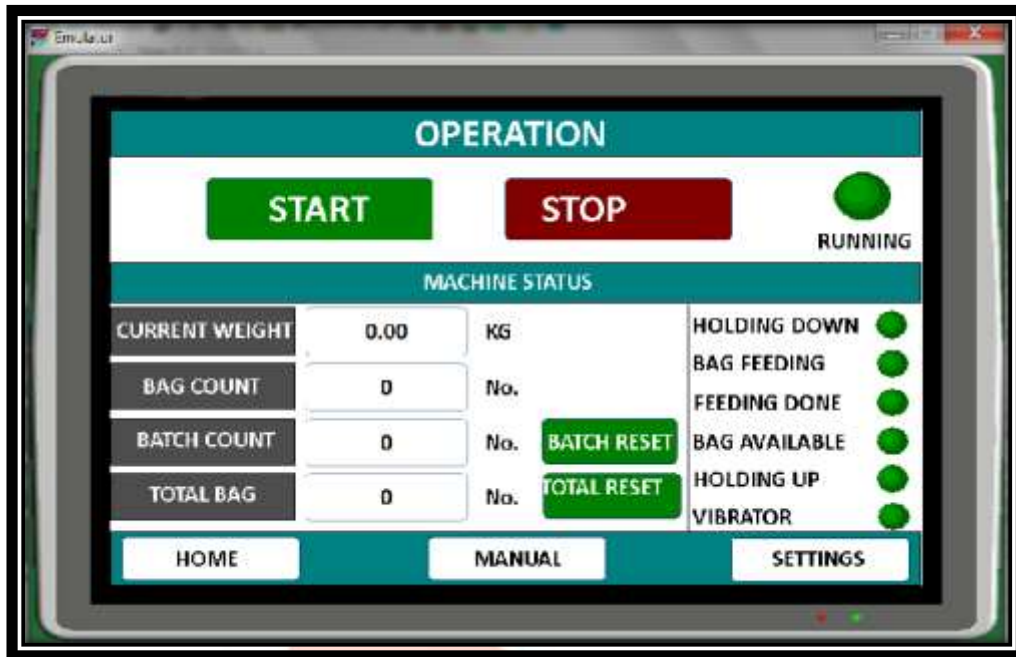 Emulator
OPERATION
START
STOP
RUNNING
MACHINE STATUS
CURRENT WEIGHT 0.00 KG
BAG COUNT 0 No.
BATCH COUNT 0 No. BATCH RESET
TOTAL BAG 0 No. TOTAL RESET
HOLDING DOWN
BAG FEEDING
FEEDING DONE
BAG AVAILABLE
HOLDING UP
VIBRATOR
HOME
MANUAL
SETTINGS